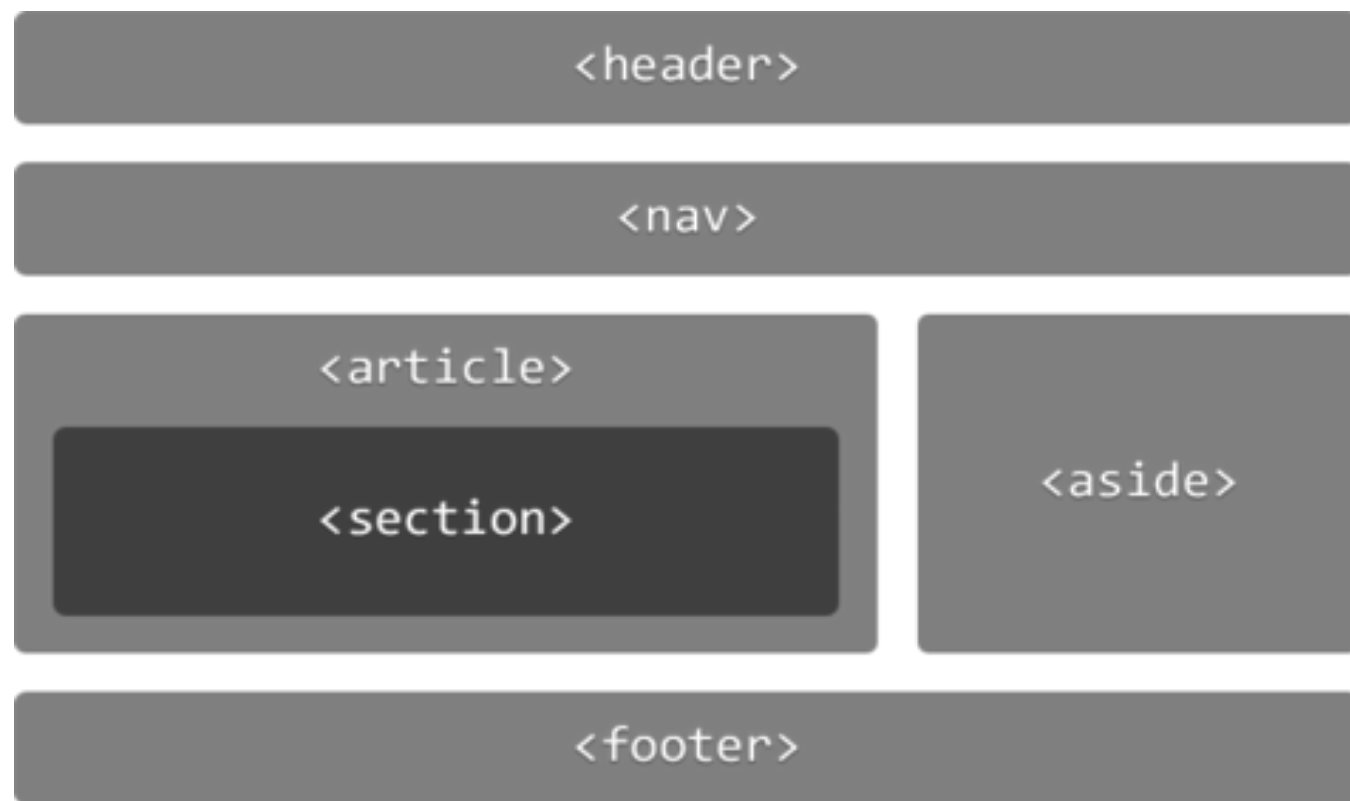 <header>
<nav>
<article>
<section>
<aside>
<footer>